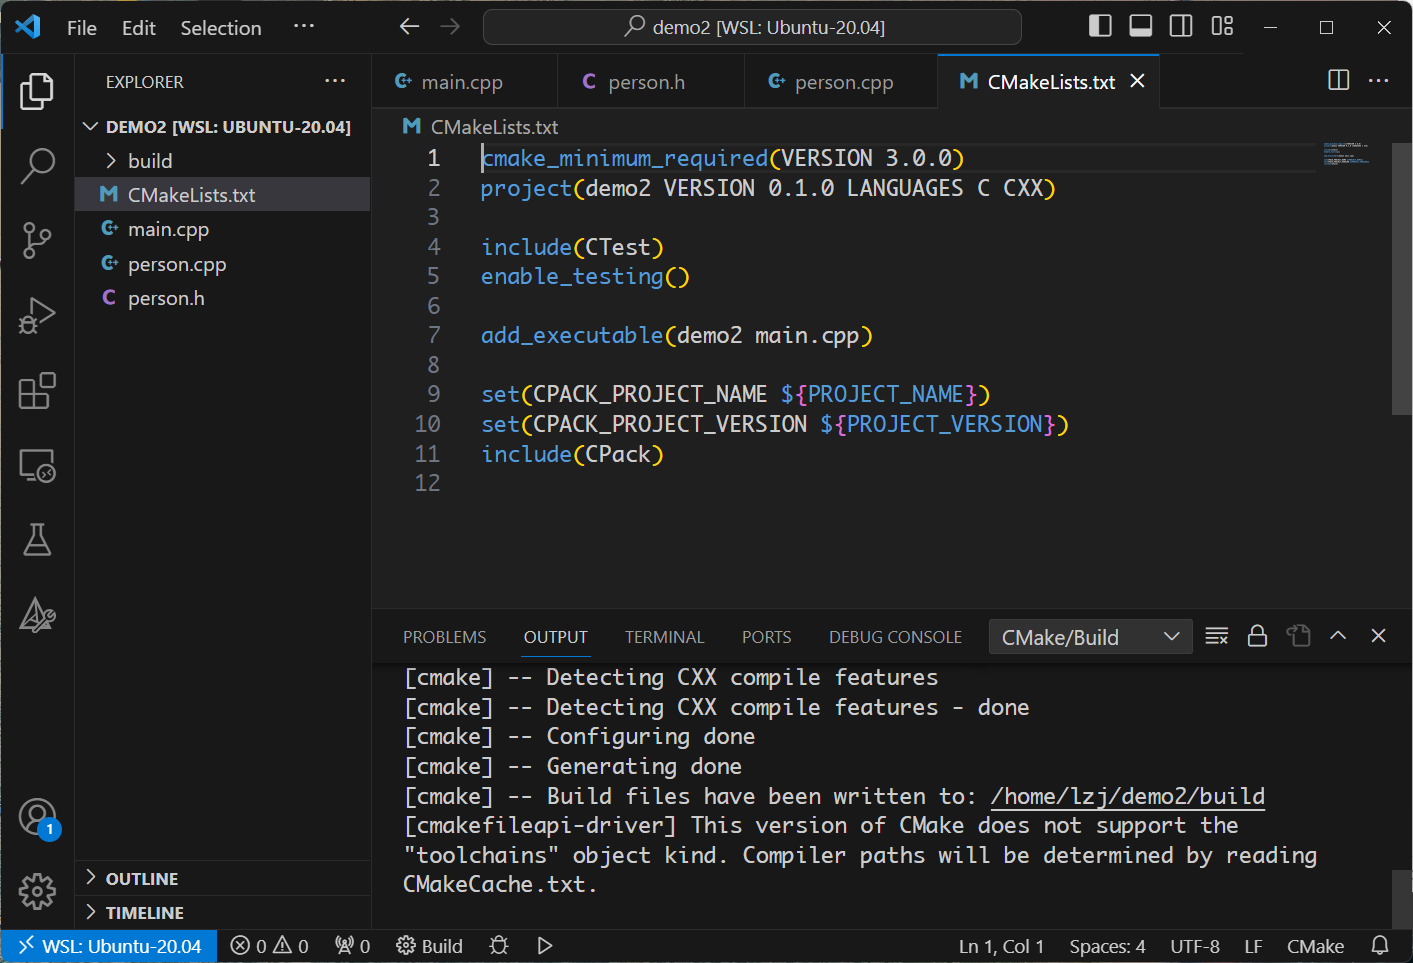 File Edit Selection ···
demo2 [WSL: Ubuntu-20.04]
EXPLORER ···
DEMO2 [WSL: UBUNTU-20.04]
build
CMakeLists.txt
main.cpp
person.cpp
C person.h
OUTLINE
TIMELINE
1
main.cpp
C person.h
person.cpp
CMakeLists.txt
CMakeLists.txt
1 cmake_minimum_required(VERSION 3.0.0)
2 project(demo2 VERSION 0.1.0 LANGUAGES C CXX)
3
4 include(CTest)
5 enable_testing()
6
7 add_executable(demo2 main.cpp)
8
9 set(CPACK_PROJECT_NAME ${PROJECT_NAME})
10 set(CPACK_PROJECT_VERSION ${PROJECT_VERSION})
11 include(CPack)
12
PROBLEMS OUTPUT TERMINAL PORTS DEBUG CONSOLE CMake/Build
[cmake] -- Detecting CXX compile features
[cmake] -- Detecting CXX compile features - done
[cmake] -- Configuring done
[cmake] -- Generating done
[cmake] -- Build files have been written to: /home/lzj/demo2/build
[cmakefileapi-driver] This version of CMake does not support the
"toolchains" object kind. Compiler paths will be determined by reading
CMakeCache.txt.
WSL: Ubuntu-20.04 0 0 0 Build Ln 1, Col 1 Spaces: 4 UTF-8 LF CMake